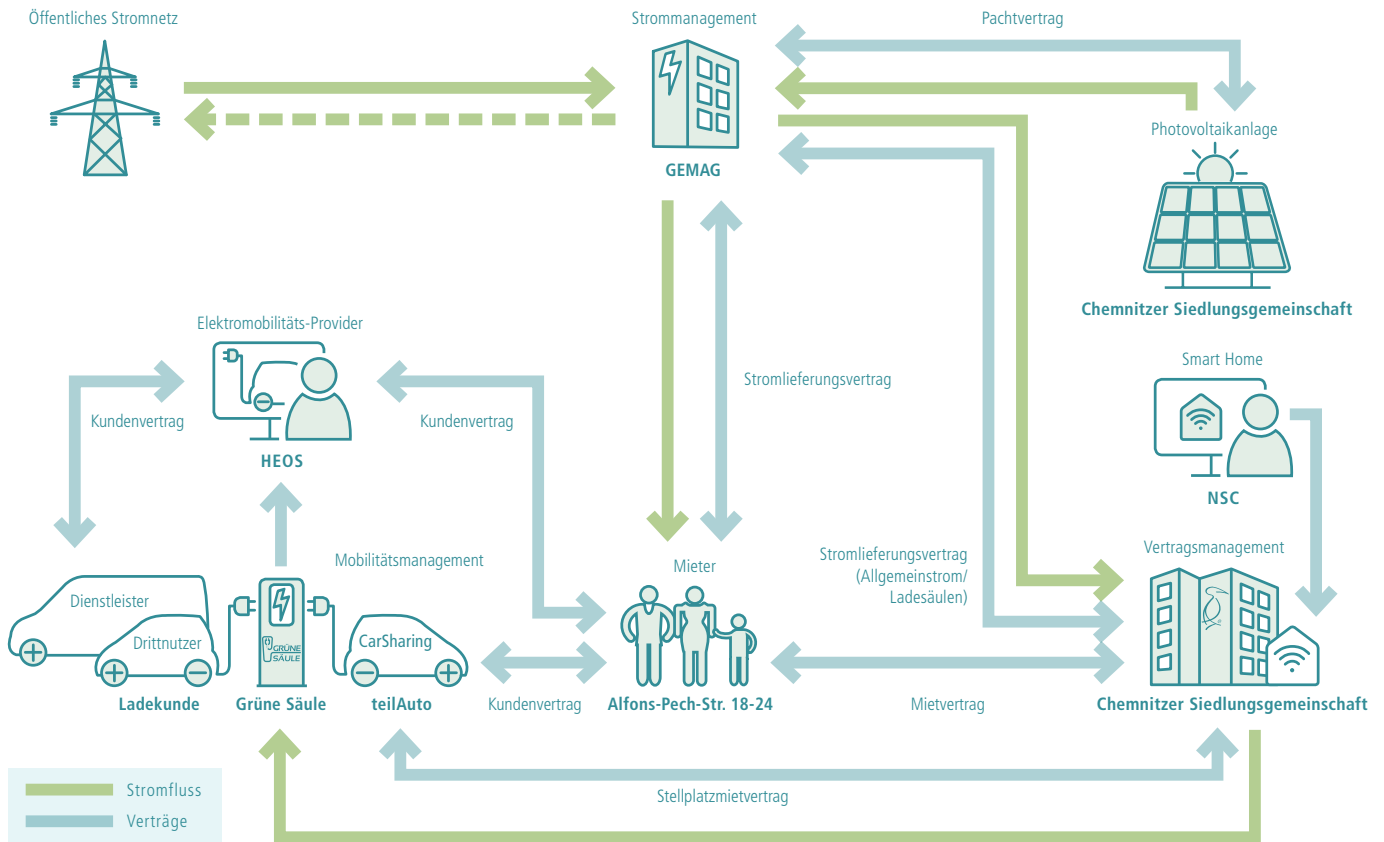 Öffentliches Stromnetz
Strommanagement
Pachtvertrag
GEMAG
Photovoltaikanlage
Chemnitzer Siedlungsgemeinschaft
Elektromobilitäts-Provider
Kundenvertrag
Kundenvertrag
HEOS
Stromlieferungsvertrag
Smart Home
NSC
Mobilitätsmanagement
Mieter
Stromlieferungsvertrag
(Allgemeinstrom/
Ladesäulen)
Vertragsmanagement
Dienstleister
Drittnutzer
GRÜNE
SÄULE
CarSharing
Ladekunde
Grüne Säule
teilAuto
Kundenvertrag
Alfons-Pech-Str. 18-24
Mietvertrag
Chemnitzer Siedlungsgemeinschaft
Stromfluss
Verträge
Stellplatzmietvertrag